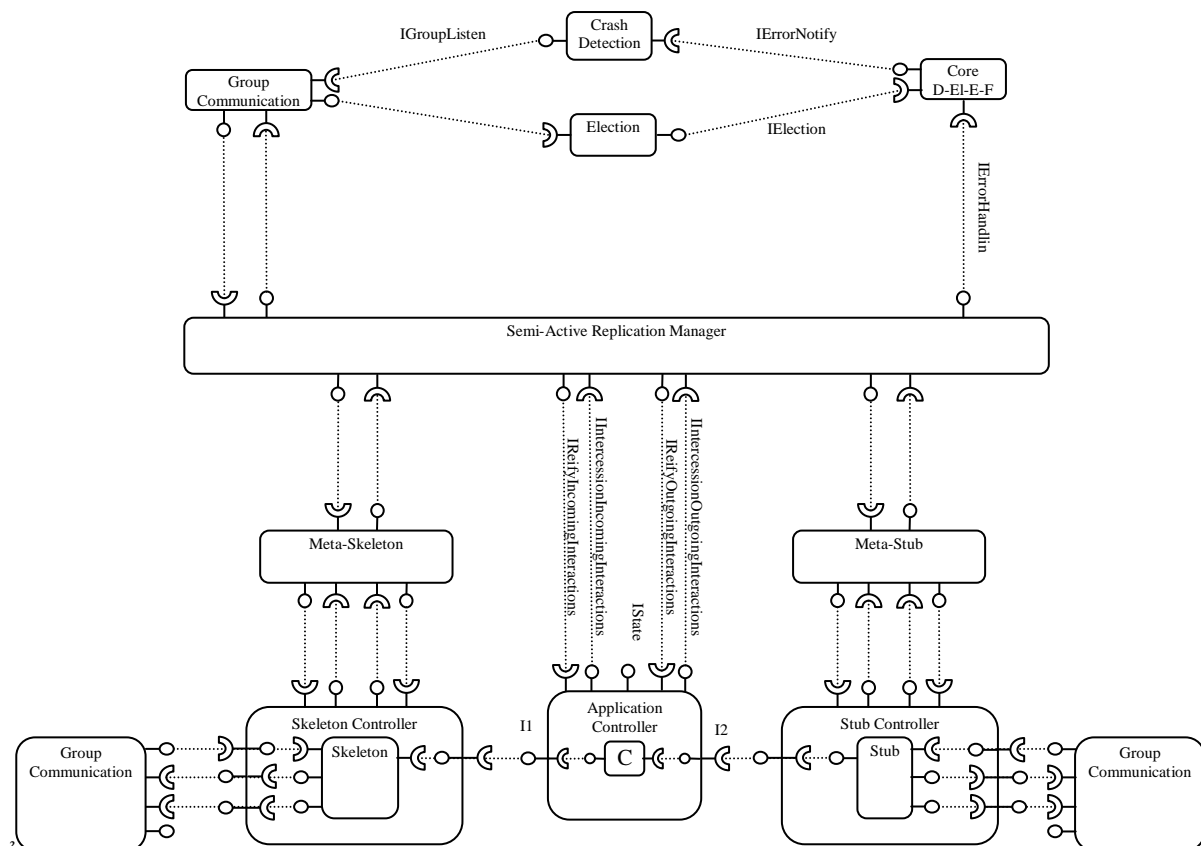 IGroupListen
Crash
Detection
IErrorNotify
Group
Communication
Core
D-El-E-F
Election
IElection
IErrorHandlin
Semi-Active Replication Manager
IReifyIncomingInteractions
IIntercessionIncomingInteractions
IState
IReifyOutgoingInteractions
IIntercessionOutgoingInteractions
Meta-Skeleton
Meta-Stub
Skeleton Controller
Skeleton
I1
Application
Controller
C
I2
Stub Controller
Stub
Group
Communication
Group
Communication
?